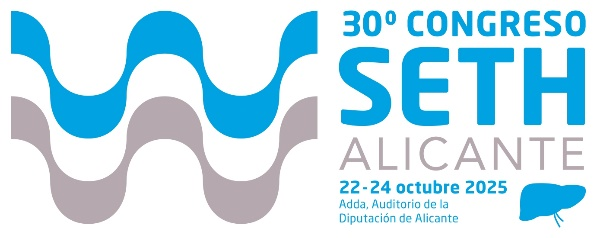 30º CONGRESO
SETH
ALICANTE
22-24 octubre 2025
Adda, Auditorio de la
Diputación de Alicante